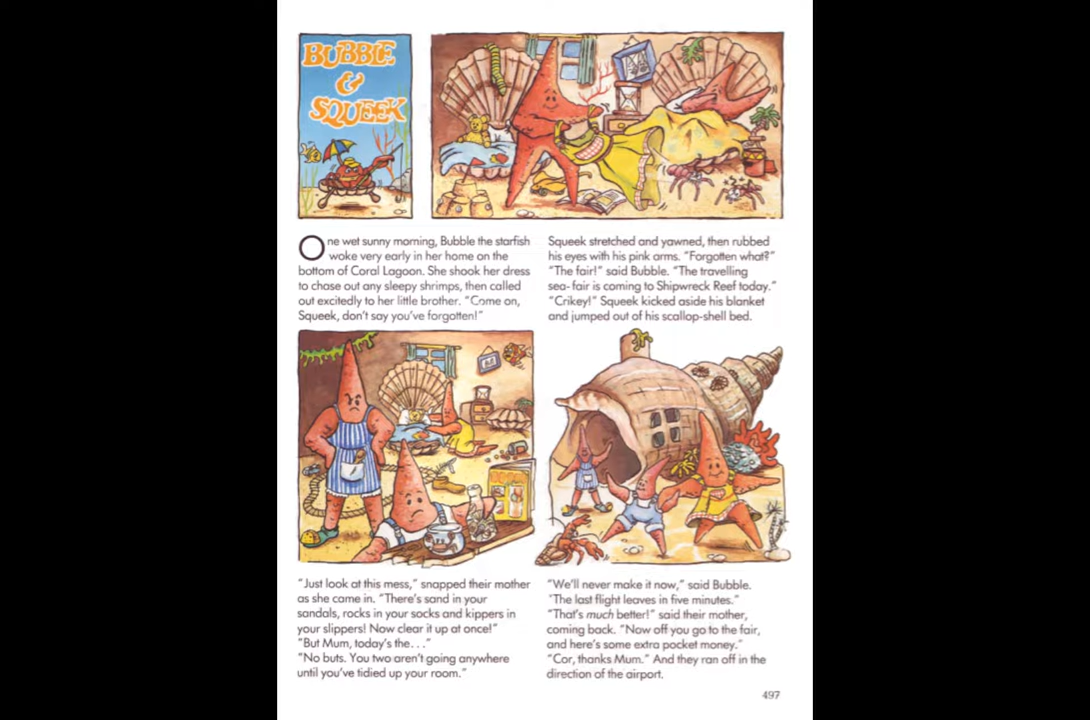 BUBBLE
&
SQUEEK
One wet sunny morning, Bubble the starfish
woke very early in her home on the
bottom of Coral Lagoon. She shook her dress
to chase out any sleepy shrimps, then called
out excitedly to her little brother. “Come on,
Squeek, don’t say you’ve forgotten!”
Squeek stretched and yawned, then rubbed
his eyes with his pink arms. “Forgotten what?”
“The fair!” said Bubble. “The travelling
sea-fair is coming to Shipwreck Reef today.”
“Crikey!” Squeek kicked aside his blanket
and jumped out of his scallop-shell bed.
“Just look at this mess,” snapped their mother
as she came in. “There’s sand in your
sandals, rocks in your socks and kippers in
your slippers! Now clear it up at once!”
“But Mum, today’s the. . .”
“No buts. You two aren’t going anywhere
until you’ve tidied up your room.”
“We’ll never make it now,” said Bubble.
“The last flight leaves in five minutes.”
“That’s much better!” said their mother,
coming back. “Now off you go to the fair,
and here’s some extra pocket money.”
“Cor, thanks Mum.” And they ran off in the
direction of the airport.
497